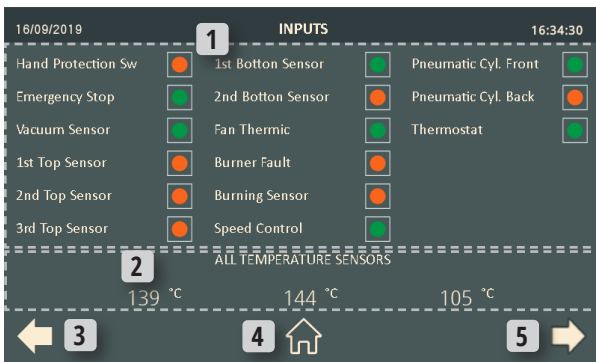 16/09/2019 INPUTS 16:34:30
1
Hand Protection Sw 1st Botton Sensor Pneumatic Cyl. Front
Emergency Stop 2nd Botton Sensor Pneumatic Cyl. Back
Vacuum Sensor Fan Thermic Thermostat
1st Top Sensor Burner Fault
2nd Top Sensor Burning Sensor
3rd Top Sensor Speed Control
ALL TEMPERATURE SENSORS
2
139 °C 144 °C 105 °C
3 4 5